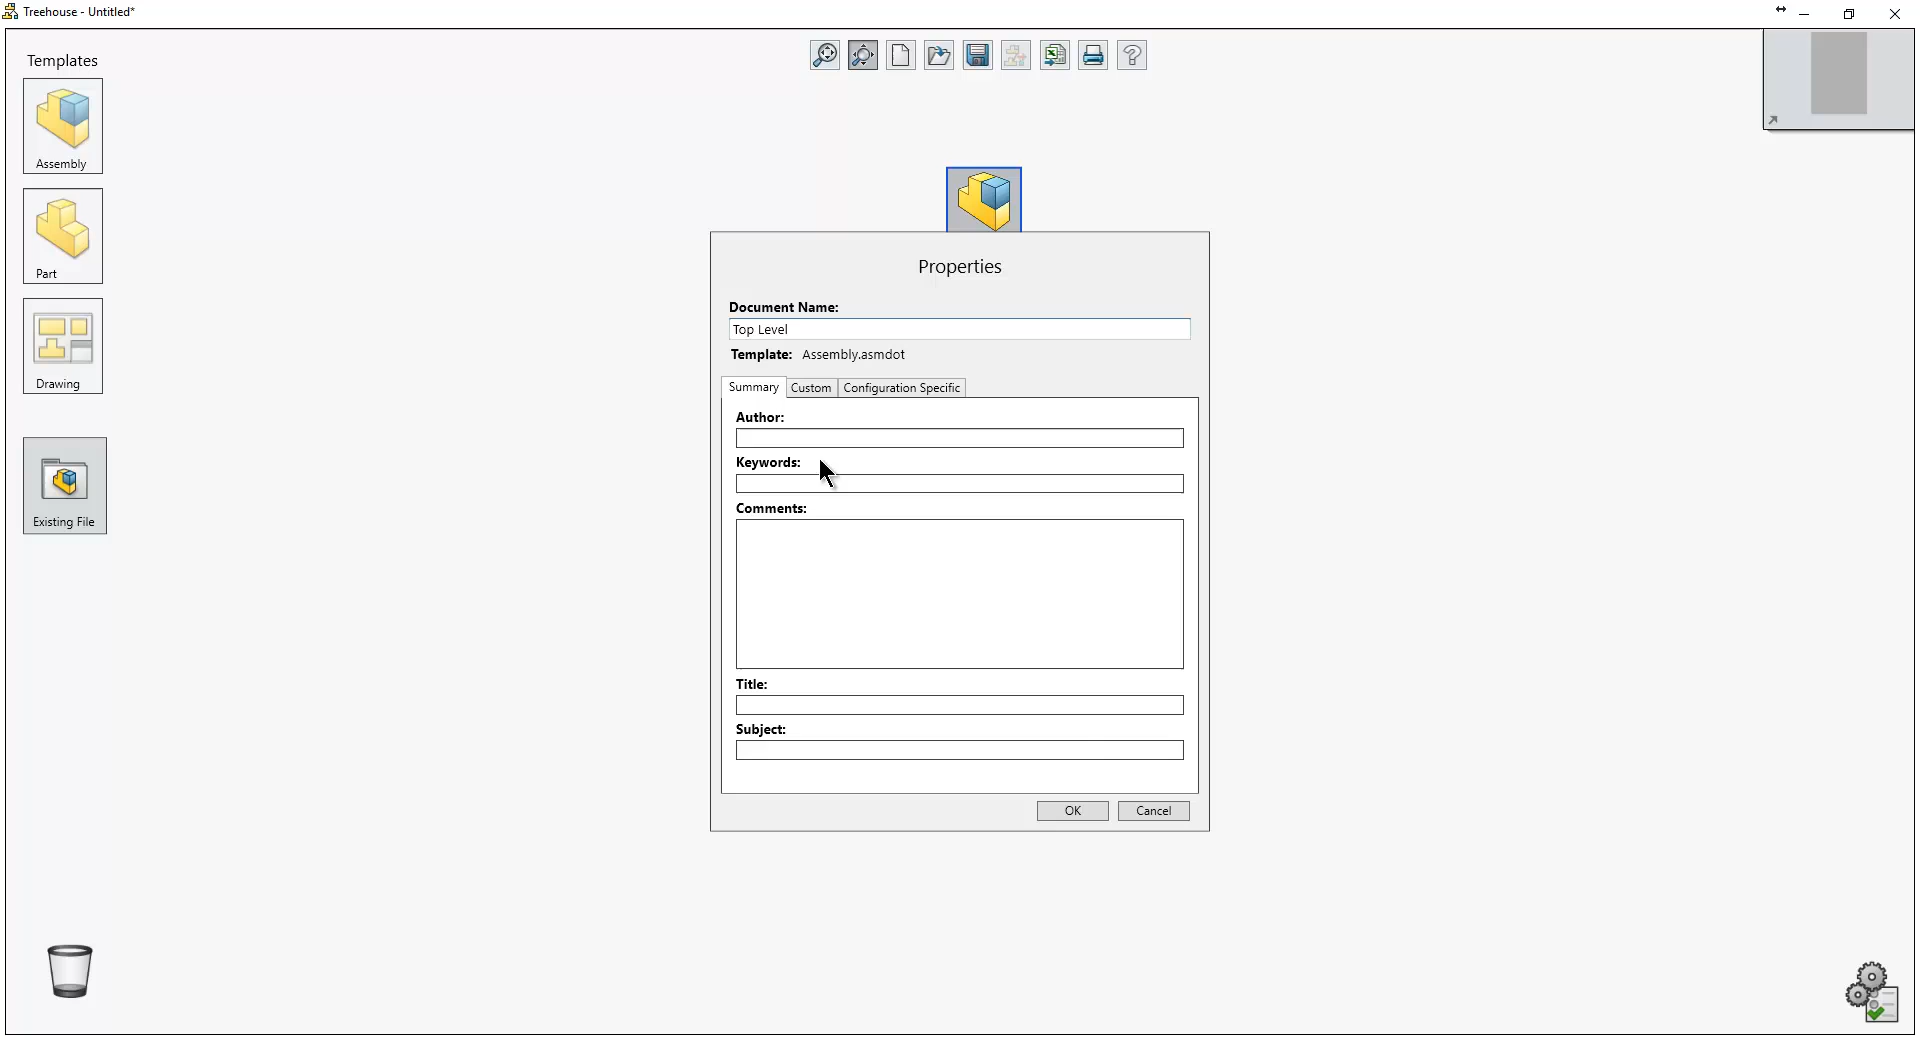 Treehouse - Untitled*
Templates
Assembly
Part
Drawing
Existing File
Properties
Document Name:
Top Level
Template: Assembly.asmdot
Summary Custom Configuration Specific
Author:
Keywords:
Comments:
Title:
Subject:
OK Cancel